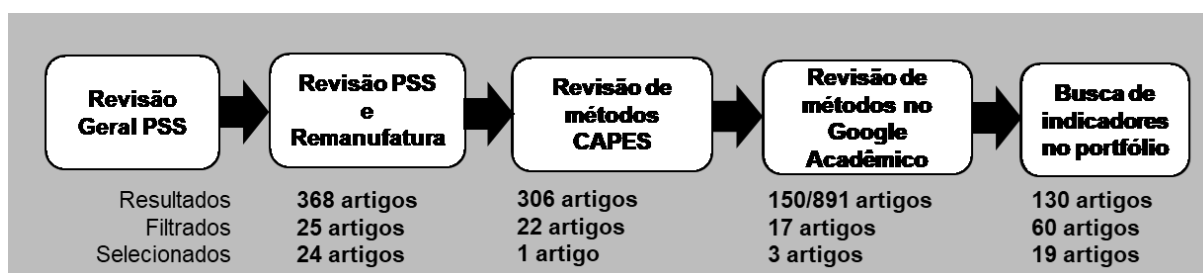 Revisão
Geral PSS
Revisão PSS
e
Remanufatura
Revisão de
métodos
CAPES
Revisão de
métodos no
Google
Acadêmico
Busca de
indicadores
no portfólio
Resultados 368 artigos 306 artigos 150/891 artigos 130 artigos
Filtrados 25 artigos 22 artigos 17 artigos 60 artigos
Selecionados 24 artigos 1 artigo 3 artigos 19 artigos